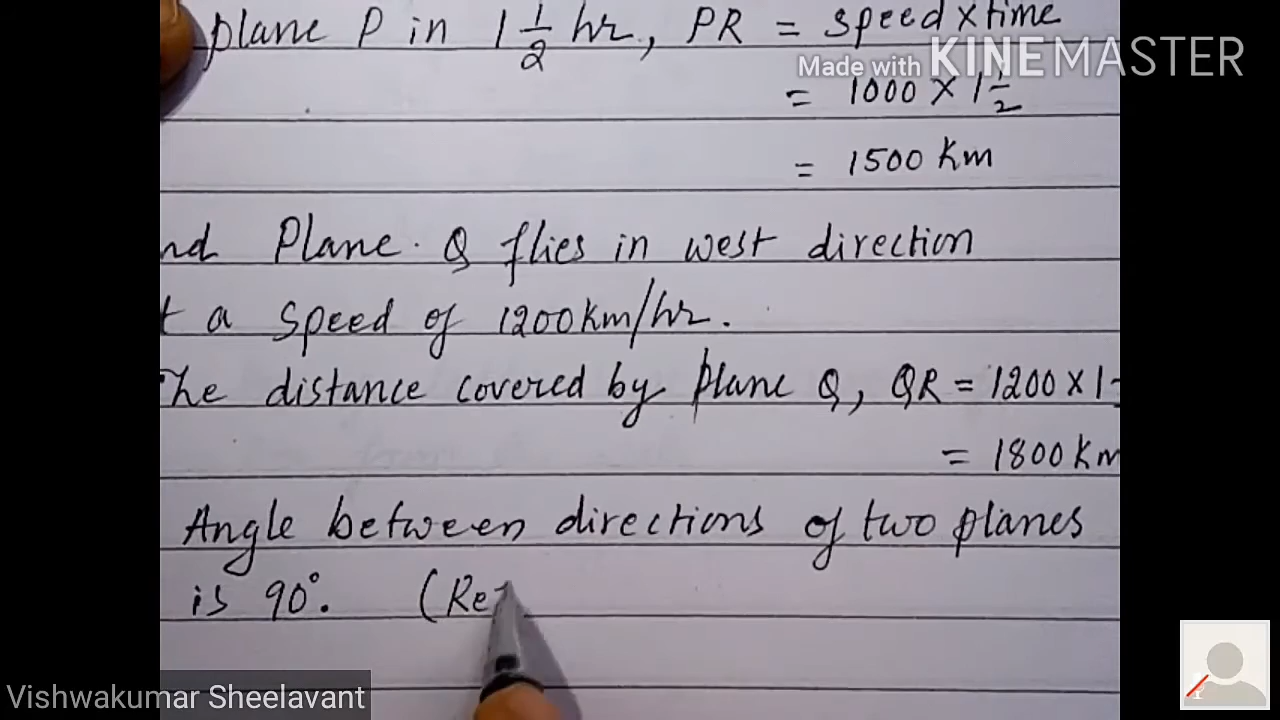 plane P in 1 1/2 hr, PR = speed x time
Made with KINEMASTER
= 1000 x 1 1/2
= 1500 Km
nd Plane. Q flies in west direction
t a speed of 1200km/hr.
The distance covered by plane Q, QR = 1200 x 1
= 1800 Km
Angle between directions of two planes
is 90°. (Re
Vishwakumar Sheelavant